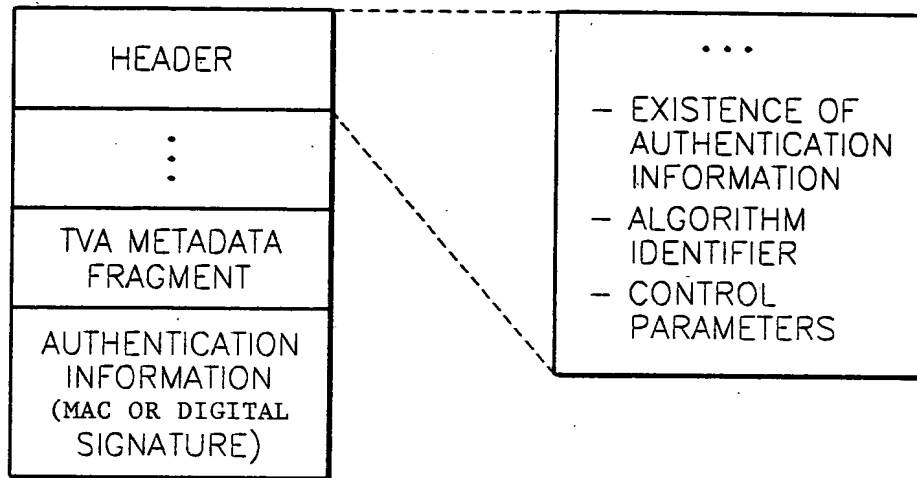 HEADER
TVA METADATA
FRAGMENT
AUTHENTICATION
INFORMATION
(MAC OR DIGITAL
SIGNATURE)
...
– EXISTENCE OF
AUTHENTICATION
INFORMATION
– ALGORITHM
IDENTIFIER
– CONTROL
PARAMETERS